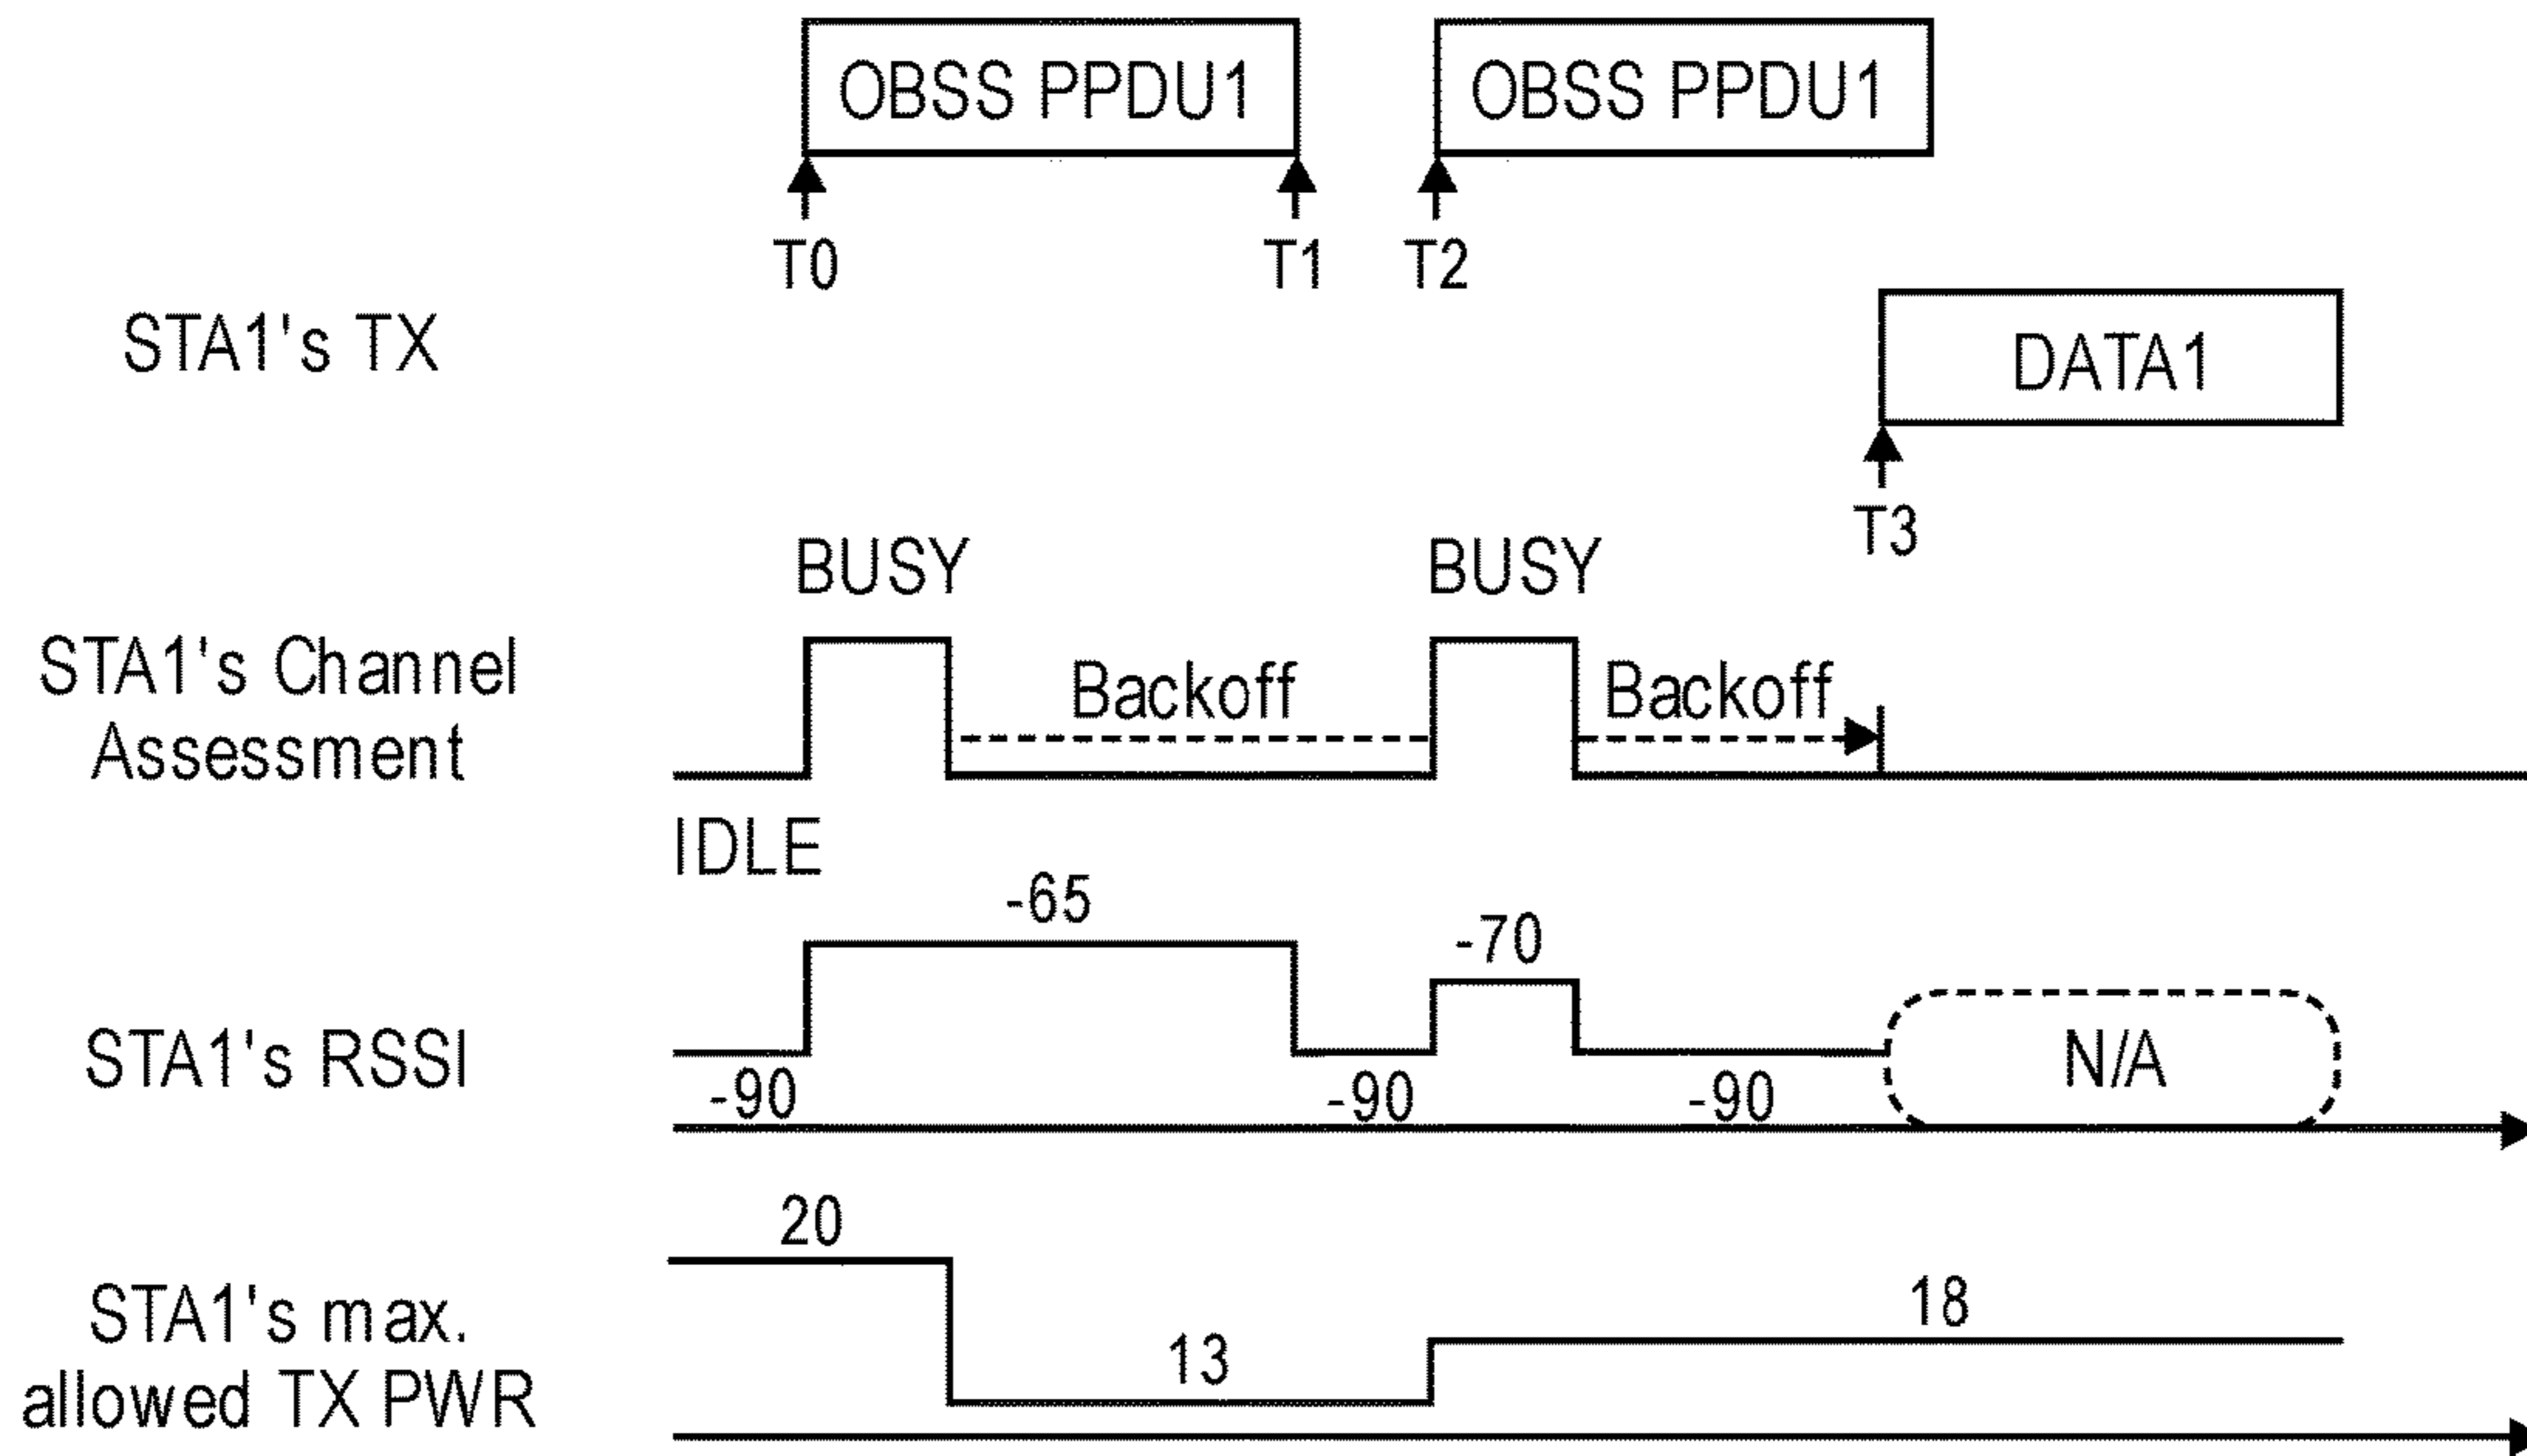 OBSS PPDU1 OBSS PPDU1
T0 T1 T2
STA1's TX DATA1
T3
BUSY BUSY
STA1's Channel
Assessment
Backoff Backoff
IDLE
-65
-70
STA1's RSSI
-90 -90 -90 N/A
20
STA1's max.
allowed TX PWR
13
18